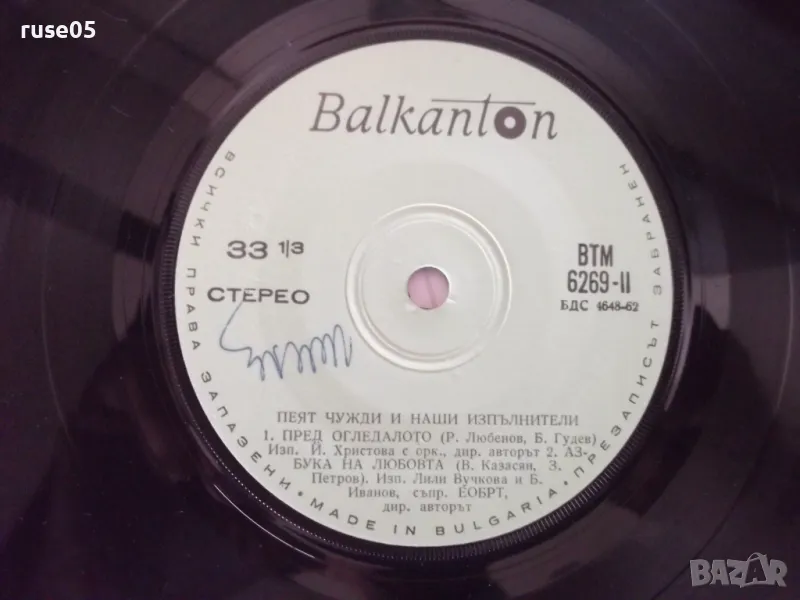 ruse05
Balkanton
ВСИЧКИ ПРАВА ЗАПАЗЕНИ • MADE IN BULGARIA • ПРЕЗАПИСЪТ ЗАБРАНЕН
33 1/3
СТЕРЕО
ВТМ
6269-II
БДС 4648-62
ПЕЯТ ЧУЖДИ И НАШИ ИЗПЪЛНИТЕЛИ
1. ПРЕД ОГЛЕДАЛОТО (Р. Любенов, Б. Гудев)
Изп. Й. Христова с орк., дир. авторът 2. АЗ-
БУКА НА ЛЮБОВТА (В. Казасян, З.
Петров). Изп. Лили Вучкова и Б.
Иванов, съпр. ЕОБРТ,
дир. авторът
BAZAR